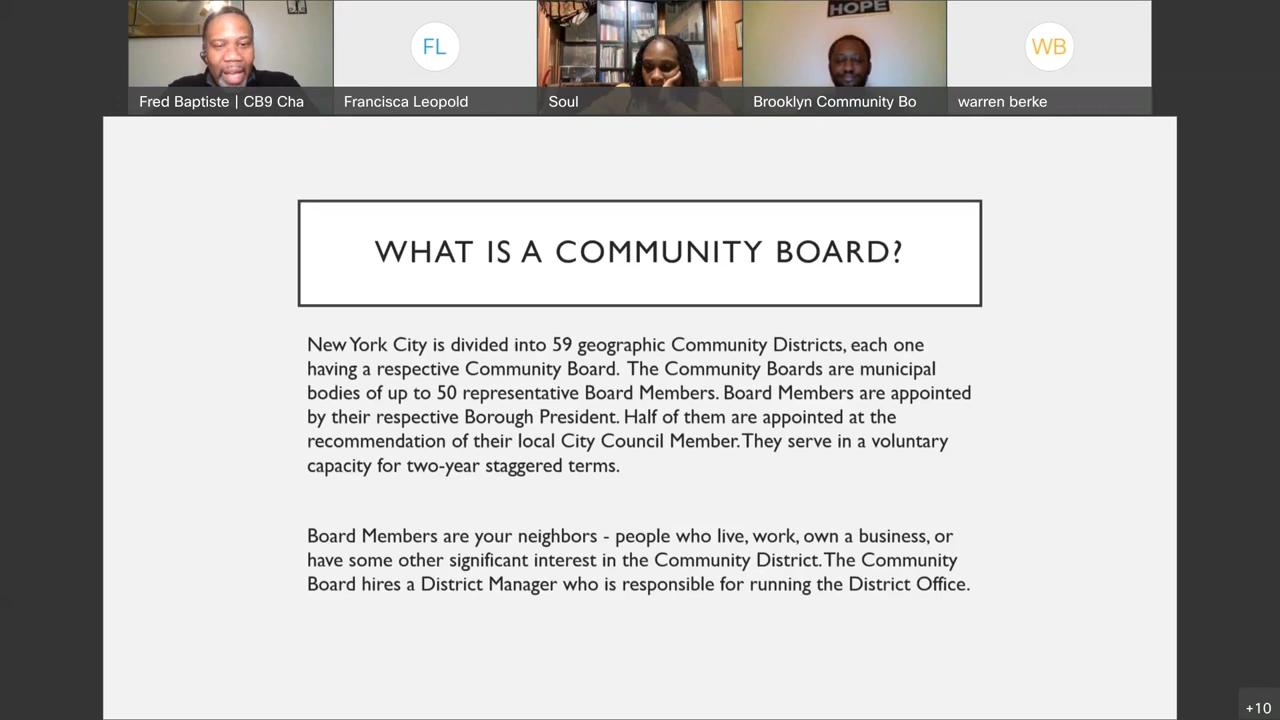 HOPE
FL
WB
Fred Baptiste | CB9 Cha
Francisca Leopold
Soul
Brooklyn Community Bo
warren berke
WHAT IS A COMMUNITY BOARD?
New York City is divided into 59 geographic Community Districts, each one
having a respective Community Board. The Community Boards are municipal
bodies of up to 50 representative Board Members. Board Members are appointed
by their respective Borough President. Half of them are appointed at the
recommendation of their local City Council Member. They serve in a voluntary
capacity for two-year staggered terms.
Board Members are your neighbors - people who live, work, own a business, or
have some other significant interest in the Community District. The Community
Board hires a District Manager who is responsible for running the District Office.
+10